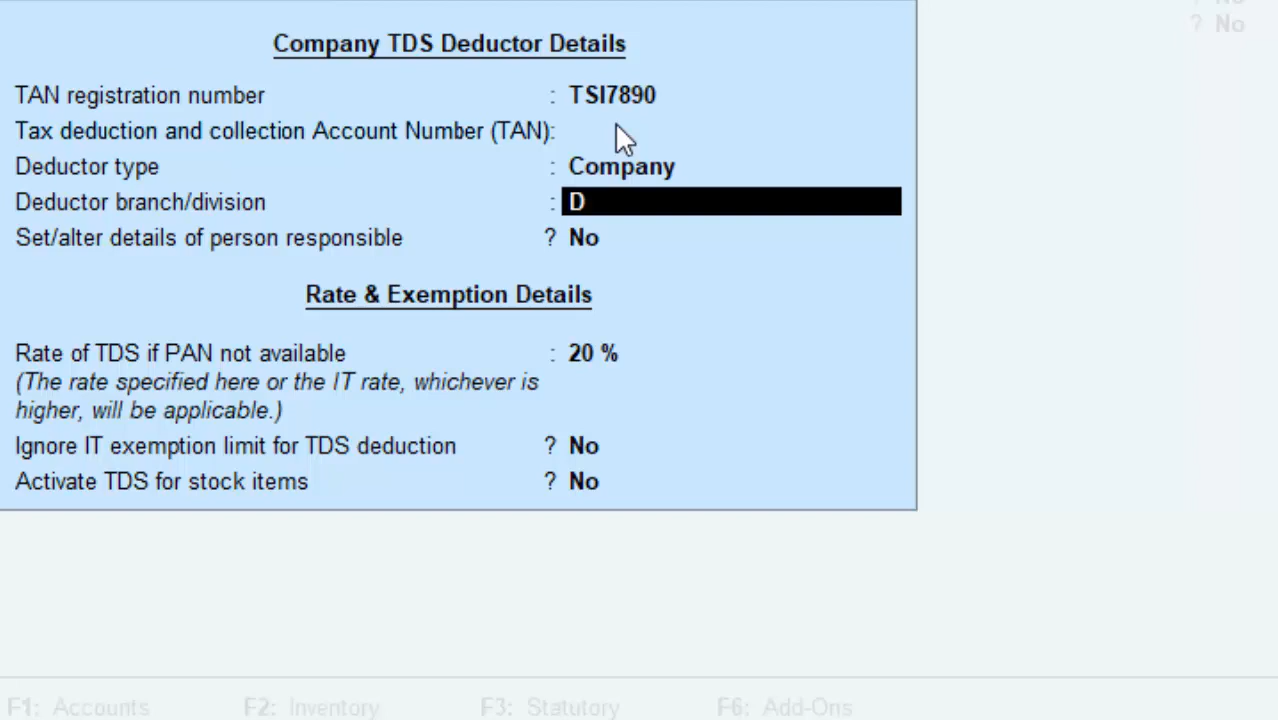 ? No
? No
Company TDS Deductor Details
TAN registration number : TSI7890
Tax deduction and collection Account Number (TAN):
Deductor type : Company
Deductor branch/division : D
Set/alter details of person responsible ? No
Rate & Exemption Details
Rate of TDS if PAN not available : 20 %
(The rate specified here or the IT rate, whichever is
higher, will be applicable.)
Ignore IT exemption limit for TDS deduction ? No
Activate TDS for stock items ? No
F1: Accounts F2: Inventory F3: Statutory F6: Add-Ons